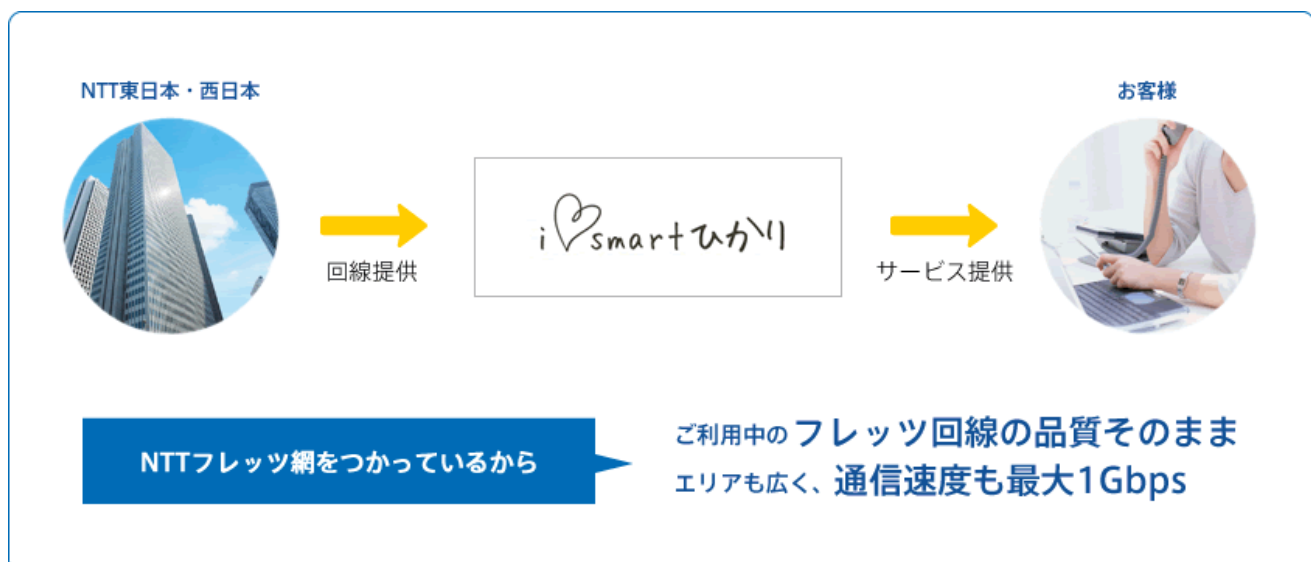 NTT東日本・西日本
お客様
i♡smartひかり
回線提供
サービス提供
NTTフレッツ網をつかっているから
ご利用中のフレッツ回線の品質そのまま
エリアも広く、通信速度も最大1Gbps